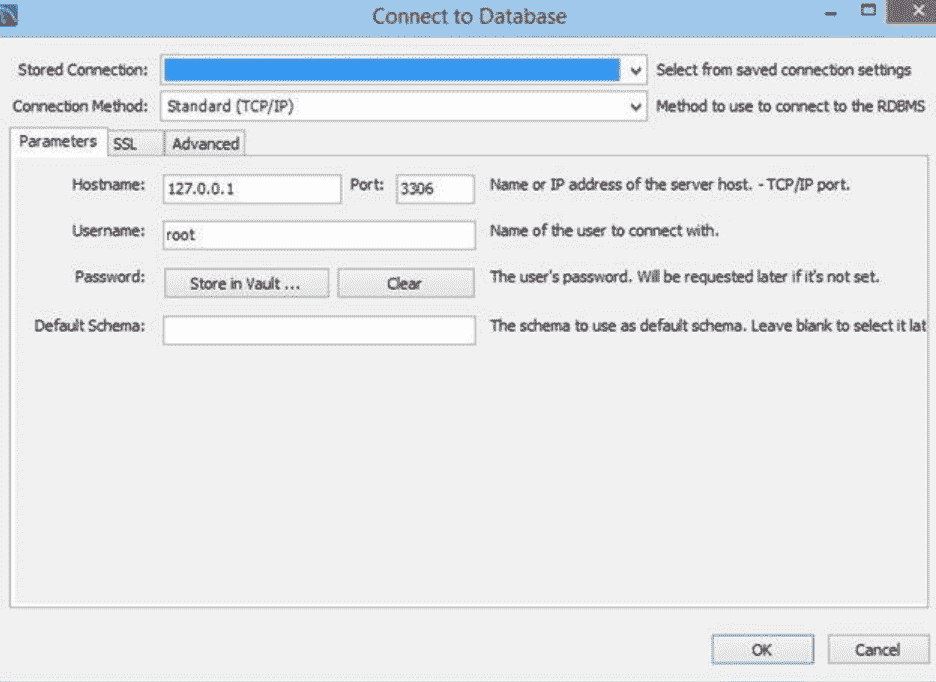 Connect to Database
Stored Connection: Select from saved connection settings
Connection Method: Standard (TCP/IP) Method to use to connect to the RDBMS
Parameters SSL Advanced
Hostname: 127.0.0.1 Port: 3306 Name or IP address of the server host. - TCP/IP port.
Username: root Name of the user to connect with.
Password: Store in Vault ... Clear The user's password. Will be requested later if it's not set.
Default Schema: The schema to use as default schema. Leave blank to select it lat
OK Cancel